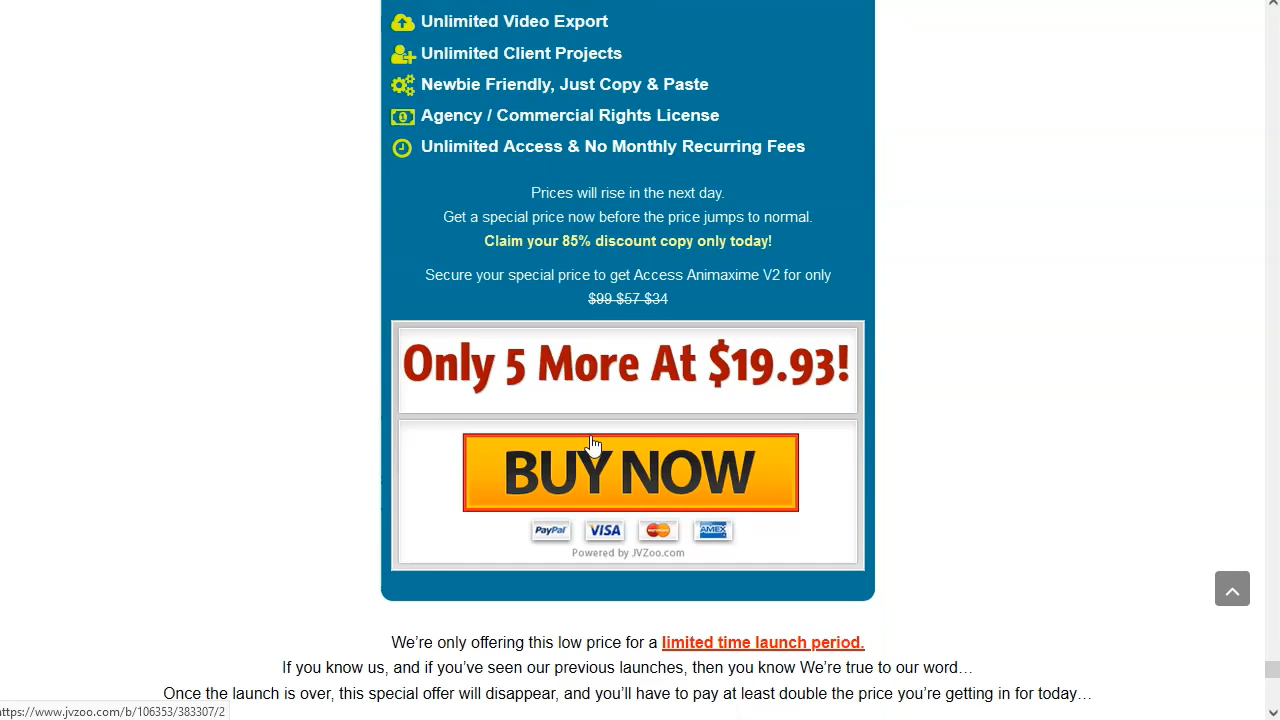 Unlimited Video Export
Unlimited Client Projects
Newbie Friendly, Just Copy & Paste
Agency / Commercial Rights License
Unlimited Access & No Monthly Recurring Fees
Prices will rise in the next day.
Get a special price now before the price jumps to normal.
Claim your 85% discount copy only today!
Secure your special price to get Access Animaxime V2 for only
$99 $57 $34
Only 5 More At $19.93!
BUY NOW
PayPal VISA MasterCard AMEX
Powered by JVZoo.com
We’re only offering this low price for a limited time launch period.
If you know us, and if you’ve seen our previous launches, then you know We’re true to our word…
Once the launch is over, this special offer will disappear, and you’ll have to pay at least double the price you’re getting in for today…
https://www.jvzoo.com/b/106353/383307/2